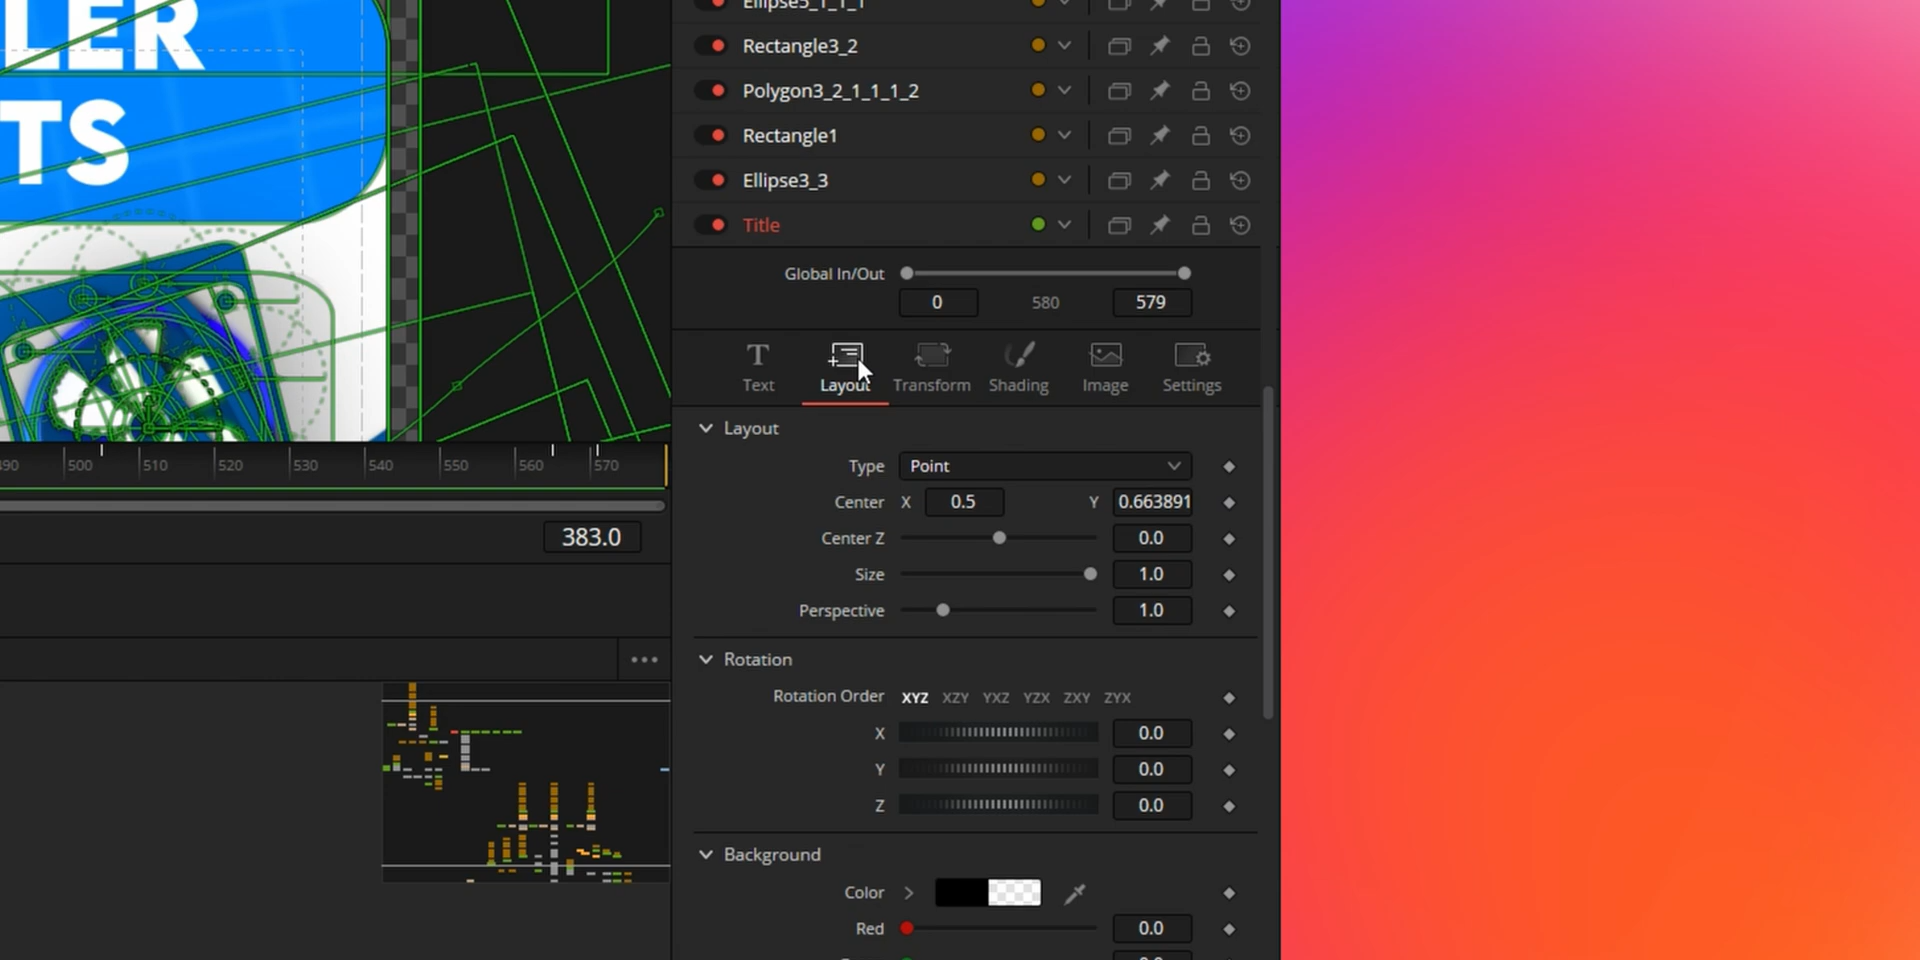 LER
TS
Ellipse5_1_1_1
Rectangle3_2
Polygon3_2_1_1_1_2
Rectangle1
Ellipse3_3
Title
Global In/Out
0 580 579
Text Layout Transform Shading Image Settings
Layout
Type Point
Center X 0.5 Y 0.663891
Center Z 0.0
Size 1.0
Perspective 1.0
Rotation
Rotation Order XYZ XZY YXZ YZX ZXY ZYX
X 0.0
Y 0.0
Z 0.0
Background
Color
Red 0.0
490 500 510 520 530 540 550 560 570
383.0